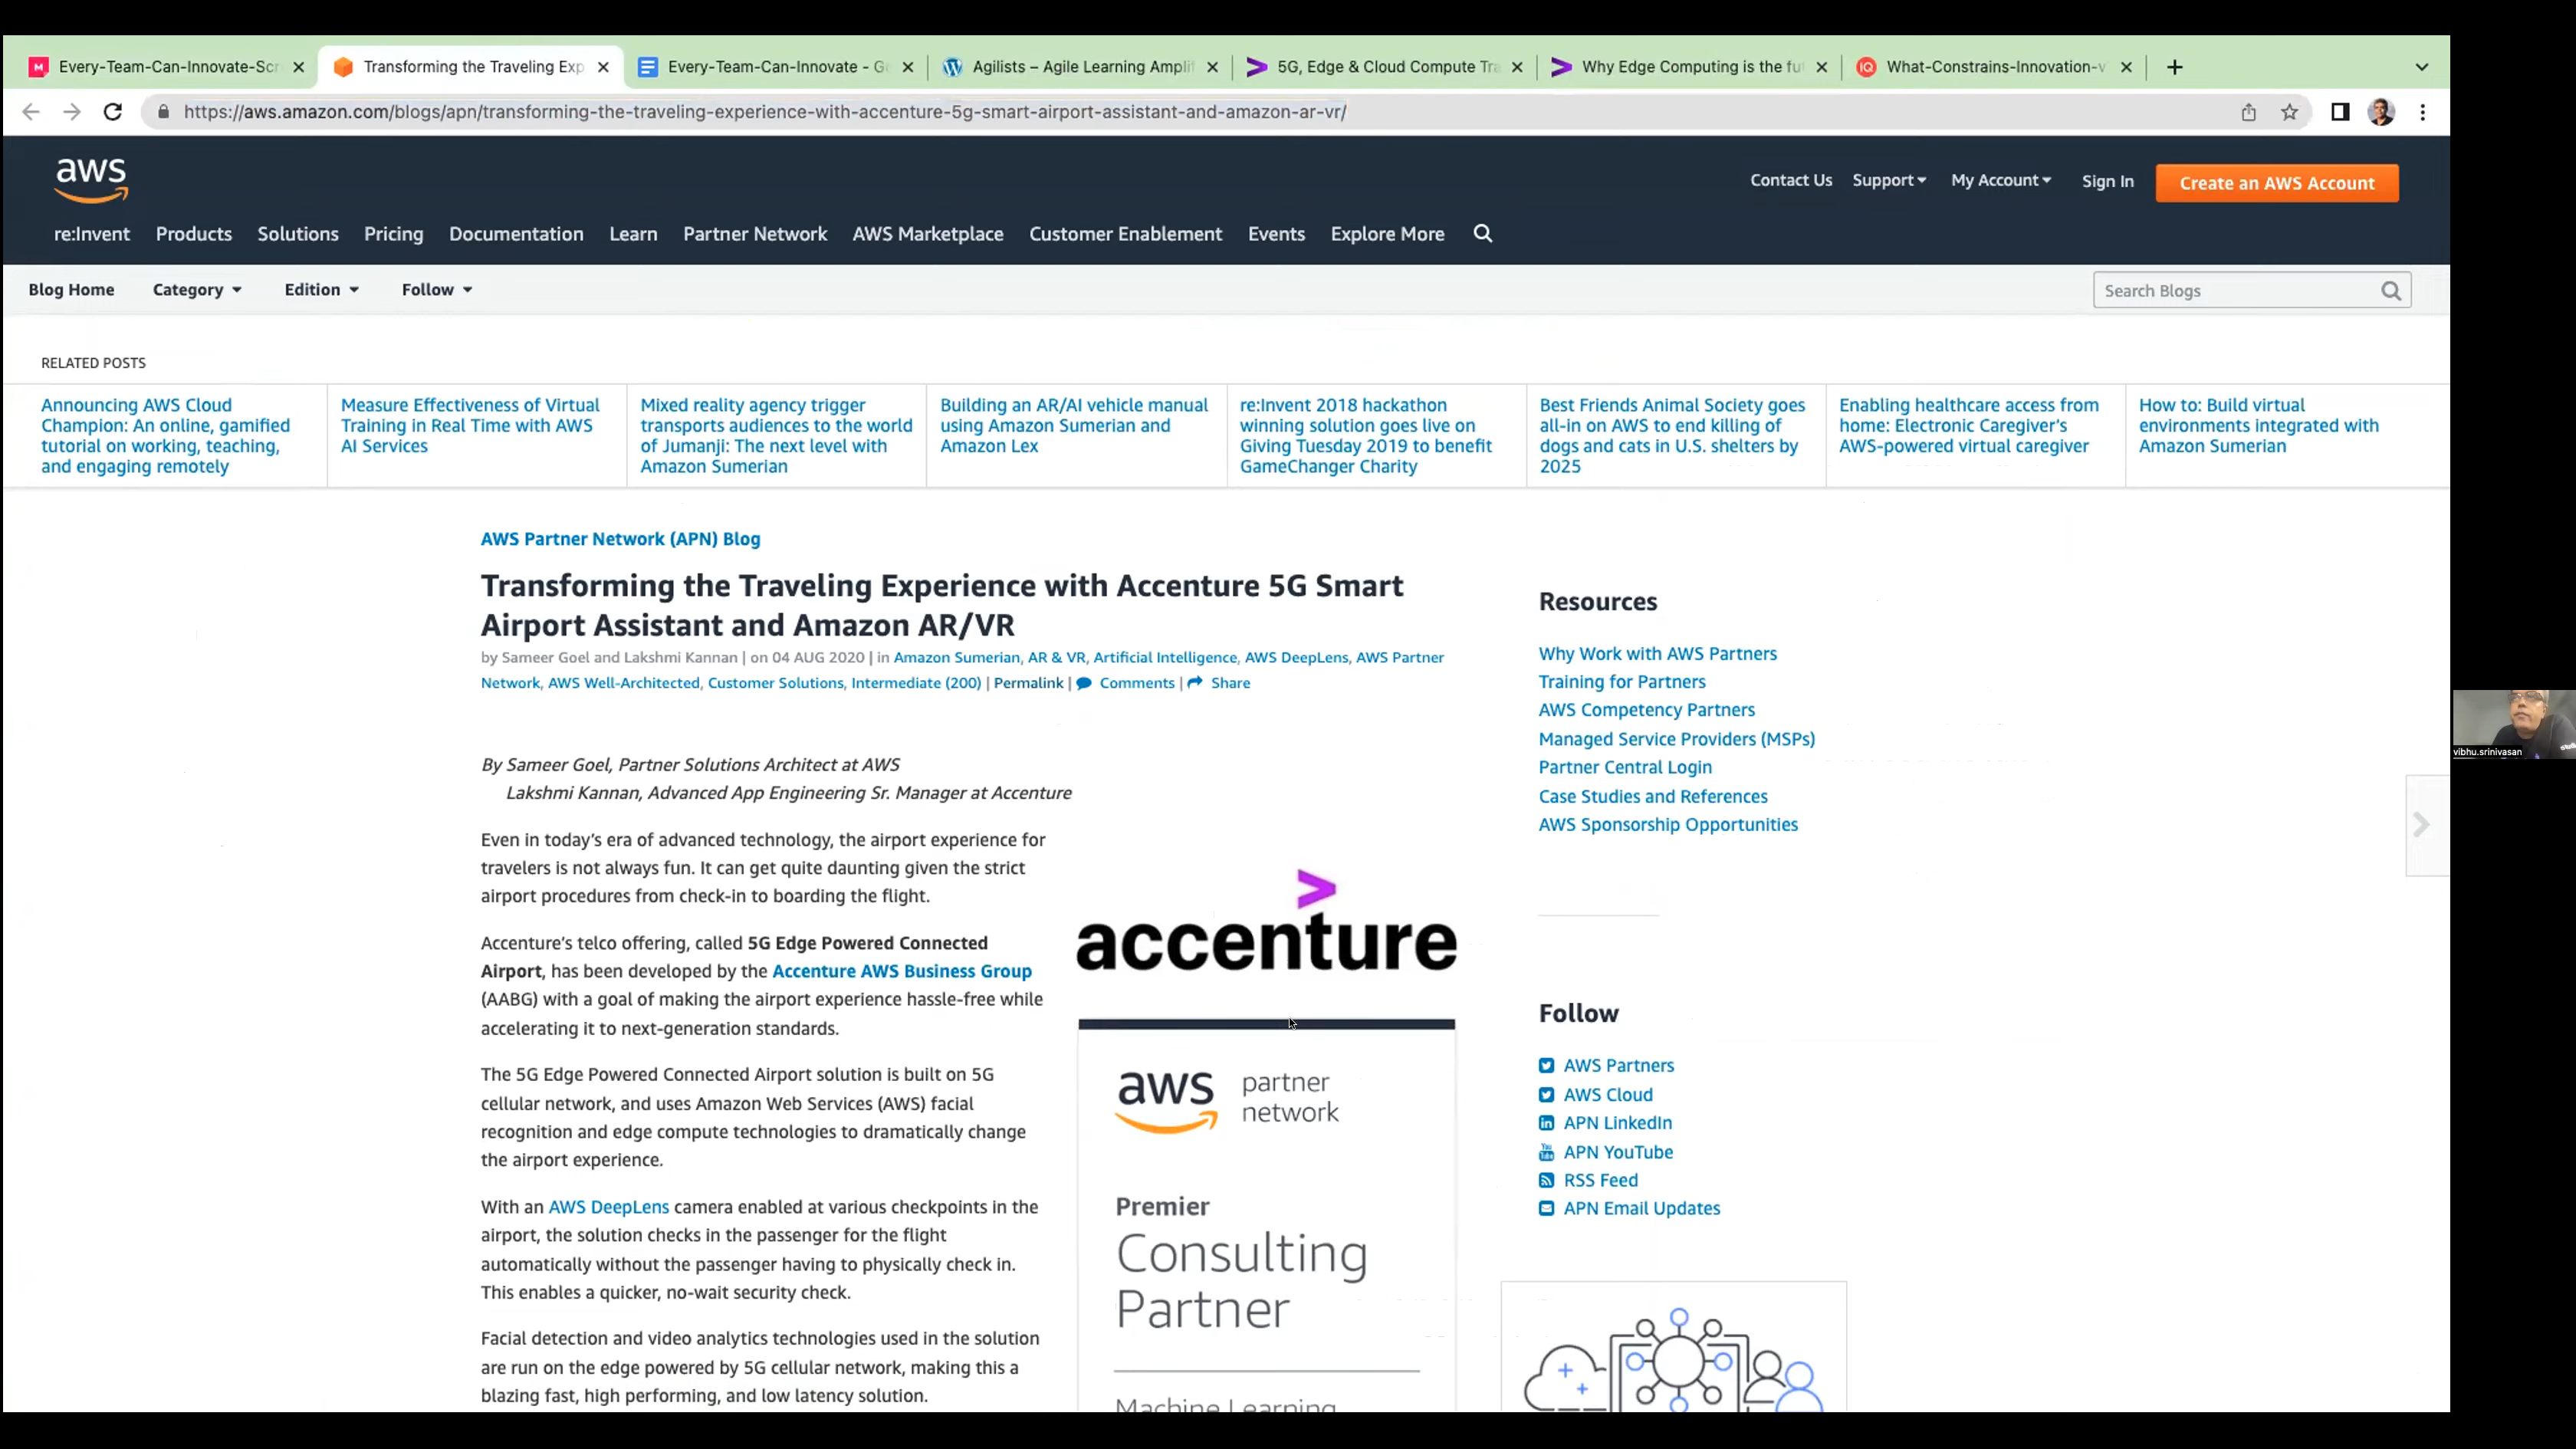 Every-Team-Can-Innovate-Scr
Transforming the Traveling Exp
Every-Team-Can-Innovate - Go
Agilists – Agile Learning Amplif
5G, Edge & Cloud Compute Tra
Why Edge Computing is the fut
What-Constrains-Innovation-v
https://aws.amazon.com/blogs/apn/transforming-the-traveling-experience-with-accenture-5g-smart-airport-assistant-and-amazon-ar-vr/
aws
Contact Us Support My Account Sign In Create an AWS Account
re:Invent Products Solutions Pricing Documentation Learn Partner Network AWS Marketplace Customer Enablement Events Explore More
Blog Home Category Edition Follow
Search Blogs
RELATED POSTS
Announcing AWS Cloud
Champion: An online, gamified
tutorial on working, teaching,
and engaging remotely
Measure Effectiveness of Virtual
Training in Real Time with AWS
AI Services
Mixed reality agency trigger
transports audiences to the world
of Jumanji: The next level with
Amazon Sumerian
Building an AR/AI vehicle manual
using Amazon Sumerian and
Amazon Lex
re:Invent 2018 hackathon
winning solution goes live on
Giving Tuesday 2019 to benefit
GameChanger Charity
Best Friends Animal Society goes
all-in on AWS to end killing of
dogs and cats in U.S. shelters by
2025
Enabling healthcare access from
home: Electronic Caregiver's
AWS-powered virtual caregiver
How to: Build virtual
environments integrated with
Amazon Sumerian
AWS Partner Network (APN) Blog
Transforming the Traveling Experience with Accenture 5G Smart
Airport Assistant and Amazon AR/VR
by Sameer Goel and Lakshmi Kannan | on 04 AUG 2020 | in Amazon Sumerian, AR & VR, Artificial Intelligence, AWS DeepLens, AWS Partner
Network, AWS Well-Architected, Customer Solutions, Intermediate (200) | Permalink | Comments | Share
By Sameer Goel, Partner Solutions Architect at AWS
Lakshmi Kannan, Advanced App Engineering Sr. Manager at Accenture
Even in today's era of advanced technology, the airport experience for
travelers is not always fun. It can get quite daunting given the strict
airport procedures from check-in to boarding the flight.
Accenture's telco offering, called 5G Edge Powered Connected
Airport, has been developed by the Accenture AWS Business Group
(AABG) with a goal of making the airport experience hassle-free while
accelerating it to next-generation standards.
The 5G Edge Powered Connected Airport solution is built on 5G
cellular network, and uses Amazon Web Services (AWS) facial
recognition and edge compute technologies to dramatically change
the airport experience.
With an AWS DeepLens camera enabled at various checkpoints in the
airport, the solution checks in the passenger for the flight
automatically without the passenger having to physically check in.
This enables a quicker, no-wait security check.
Facial detection and video analytics technologies used in the solution
are run on the edge powered by 5G cellular network, making this a
blazing fast, high performing, and low latency solution.
accenture
aws partner
network
Premier
Consulting
Partner
Machine Learning
Resources
Why Work with AWS Partners
Training for Partners
AWS Competency Partners
Managed Service Providers (MSPs)
Partner Central Login
Case Studies and References
AWS Sponsorship Opportunities
Follow
AWS Partners
AWS Cloud
APN LinkedIn
APN YouTube
RSS Feed
APN Email Updates
vibhu.srinivasan